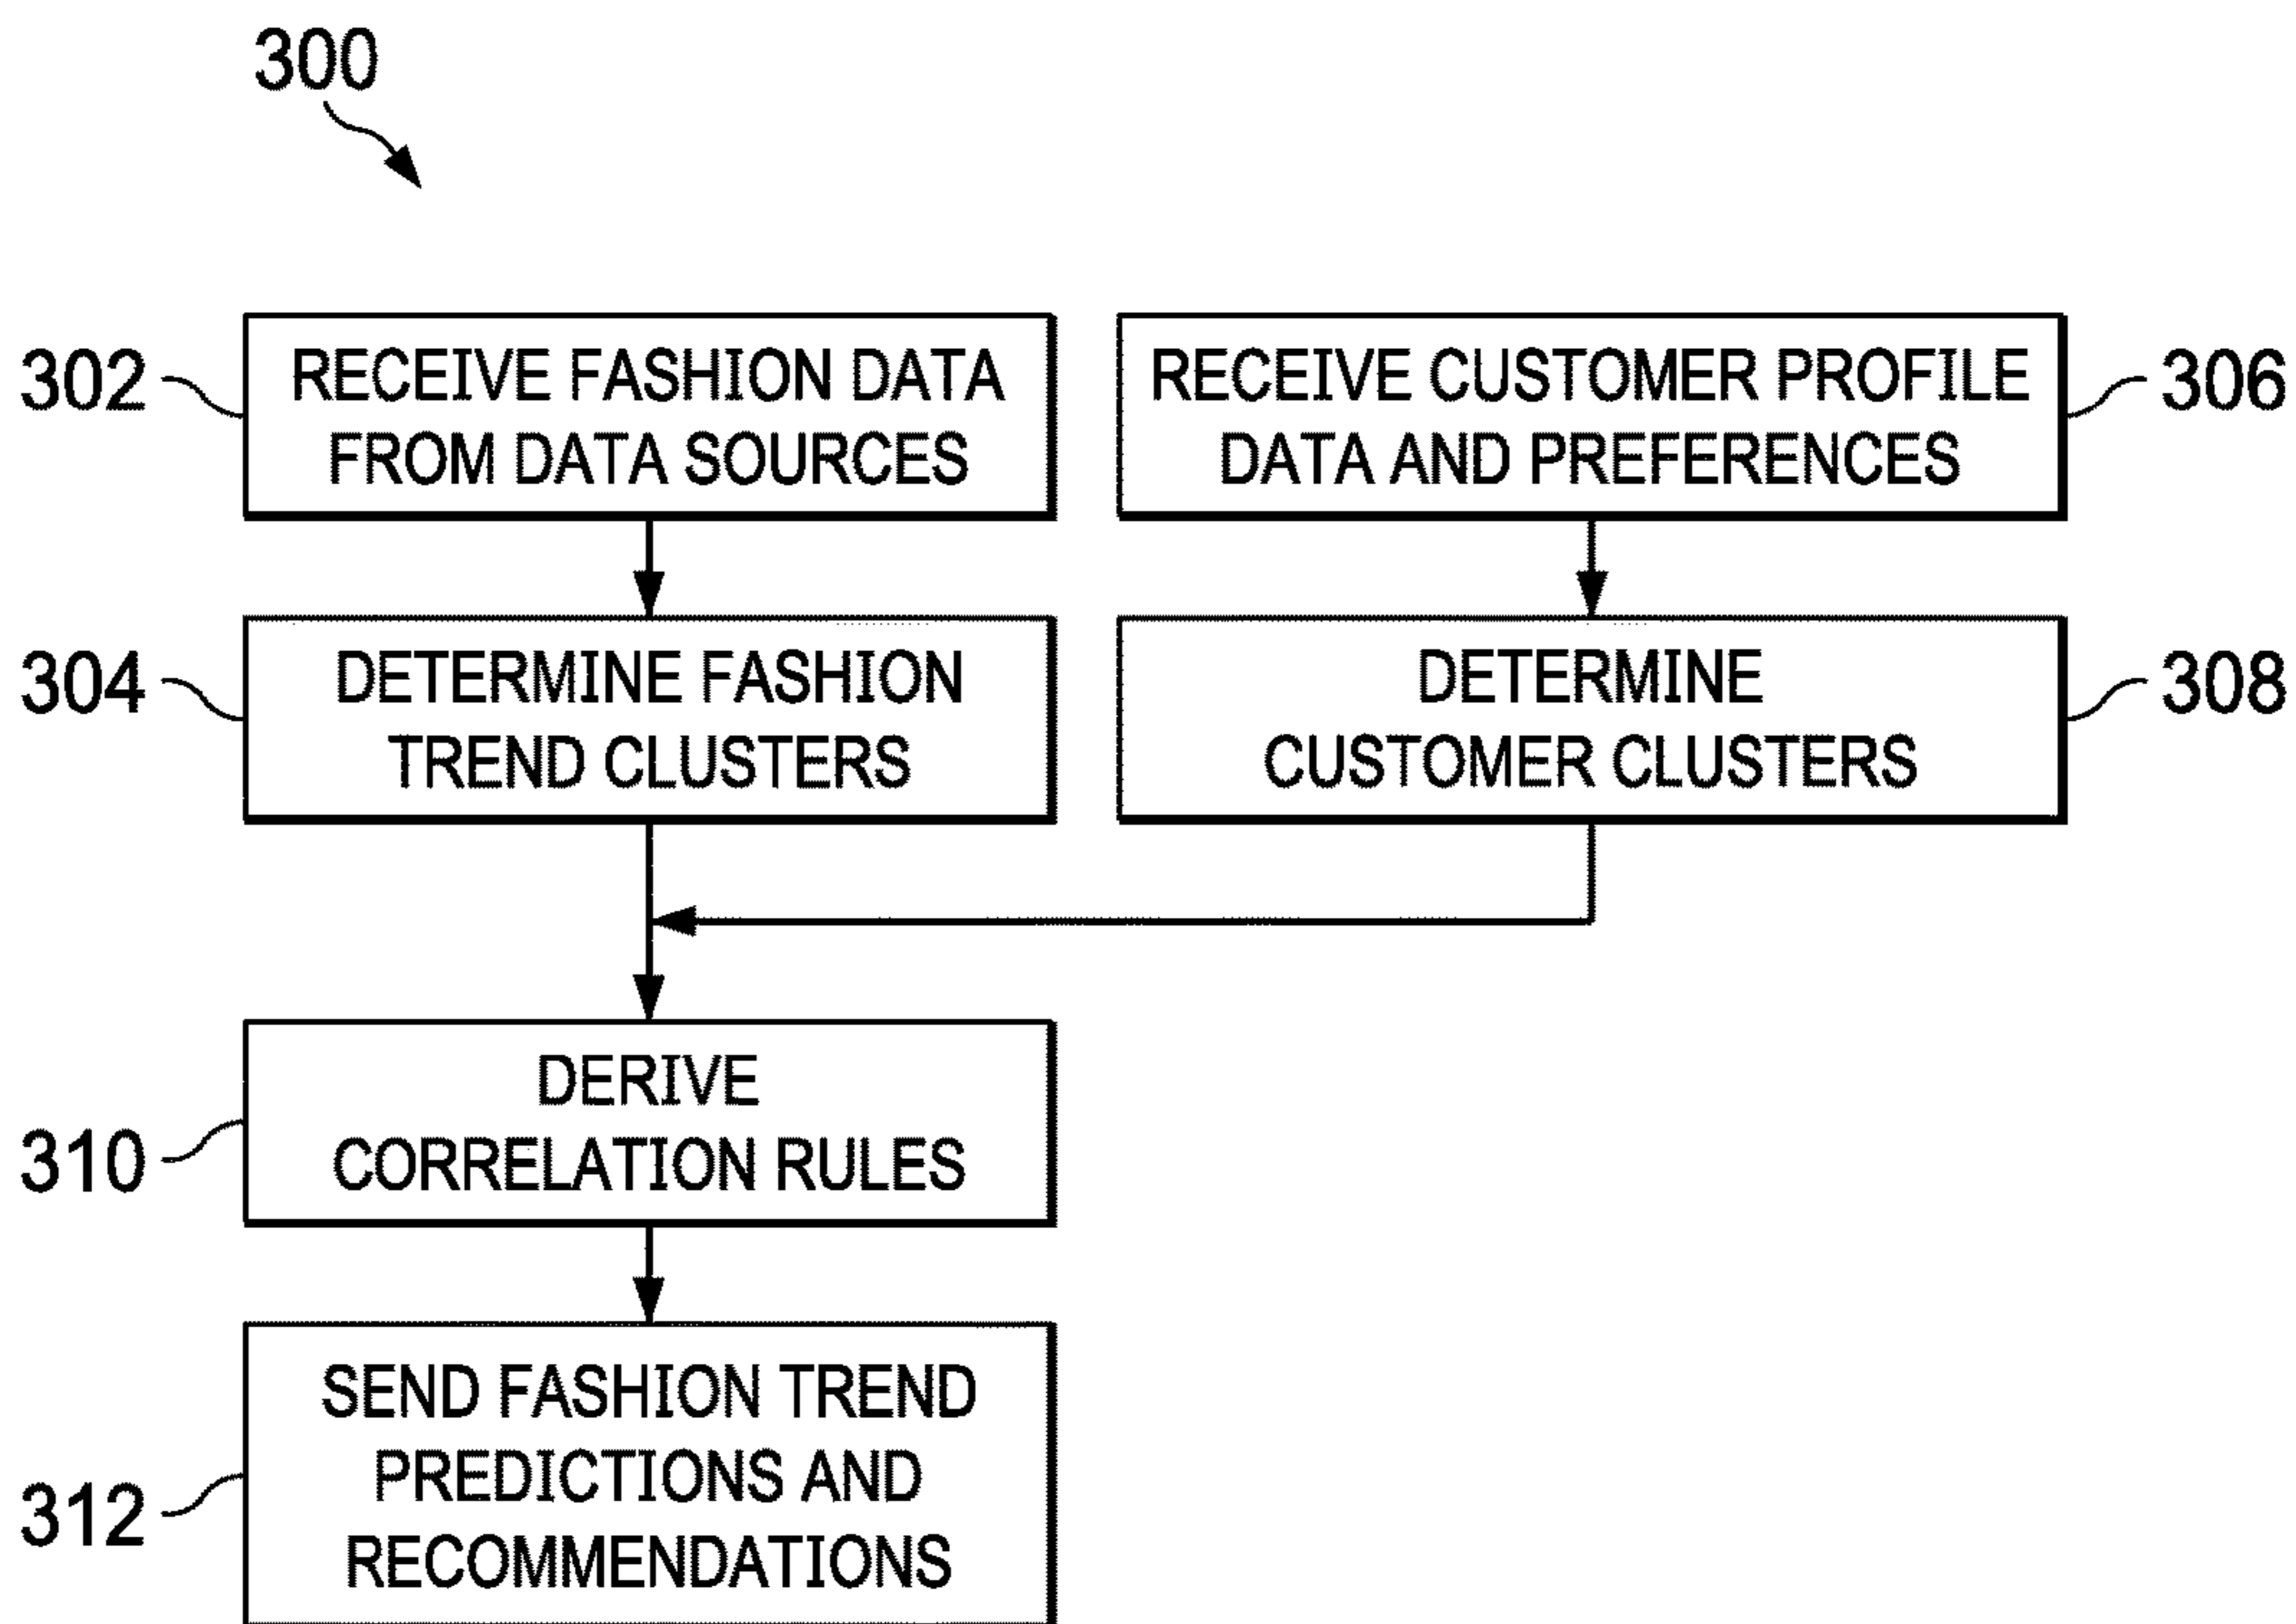 300
302
RECEIVE FASHION DATA
FROM DATA SOURCES
RECEIVE CUSTOMER PROFILE
DATA AND PREFERENCES
306
304
DETERMINE FASHION
TREND CLUSTERS
DETERMINE
CUSTOMER CLUSTERS
308
310
DERIVE
CORRELATION RULES
312
SEND FASHION TREND
PREDICTIONS AND
RECOMMENDATIONS